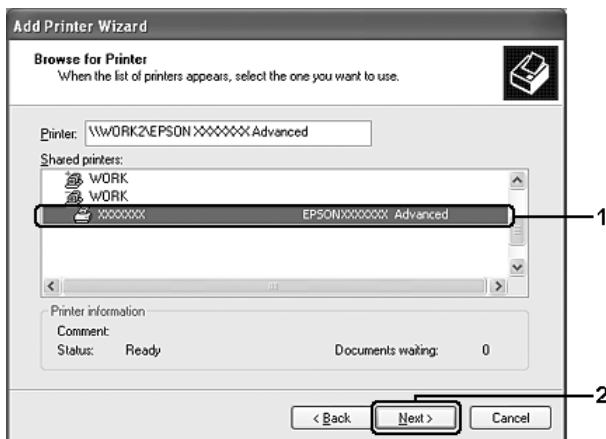 Add Printer Wizard
Browse for Printer
When the list of printers appears, select the one you want to use.
Printer: \\WORK2\EPSON XXXXXXX Advanced
Shared printers:
WORK
WORK
XXXXXXX EPSONXXXXXXX Advanced
1
Printer information
Comment:
Status: Ready Documents waiting: 0
2
< Back Next > Cancel